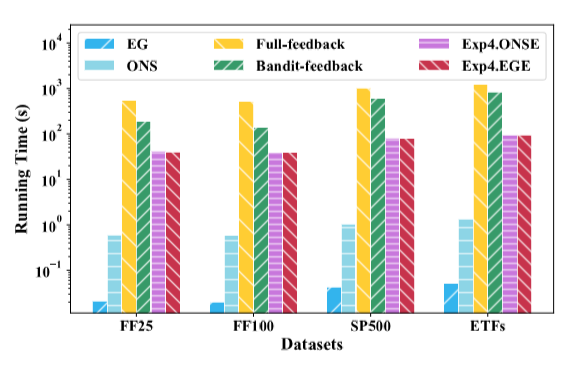 EG
ONS
Full-feedback
Bandit-feedback
Exp4.ONSE
Exp4.EGE
10^4
10^3
10^2
10^1
10^0
10^−1
Running Time (s)
FF25 FF100 SP500 ETFs
Datasets